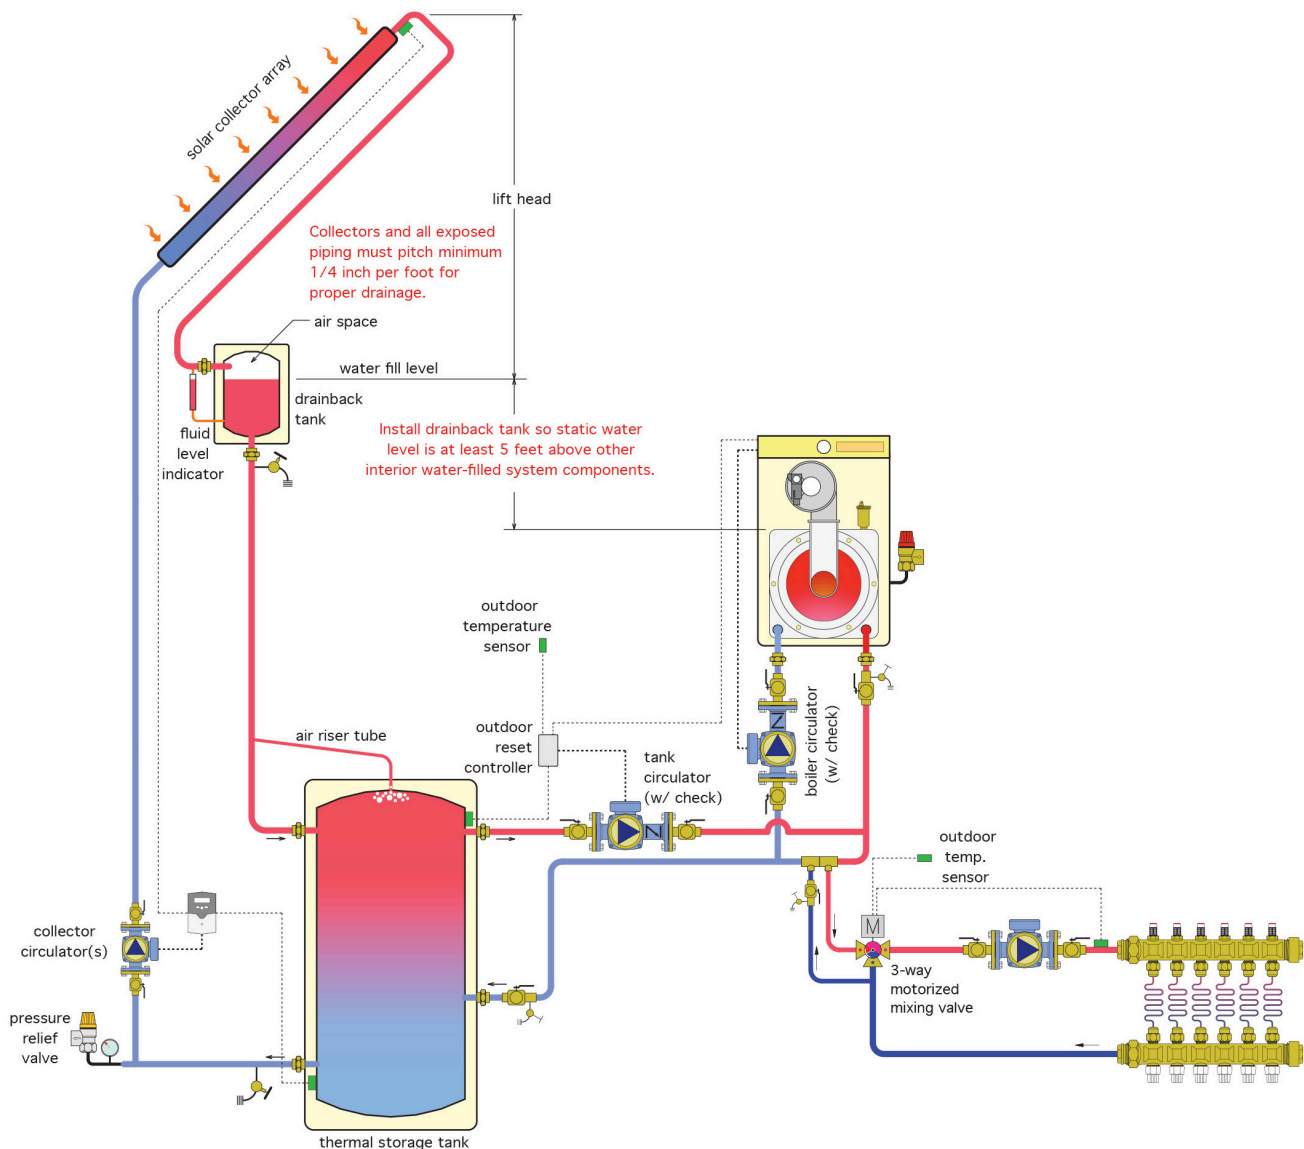 solar collector array
lift head
Collectors and all exposed
piping must pitch minimum
1/4 inch per foot for
proper drainage.
air space
water fill level
drainback
tank
fluid
level
indicator
Install drainback tank so static water
level is at least 5 feet above other
interior water-filled system components.
outdoor
temperature
sensor
boiler circulator
(w/ check)
air riser tube
outdoor
reset
controller
tank
circulator
(w/ check)
outdoor
temp.
sensor
M
collector
circulator(s)
3-way
motorized
mixing valve
pressure
relief
valve
thermal storage tank